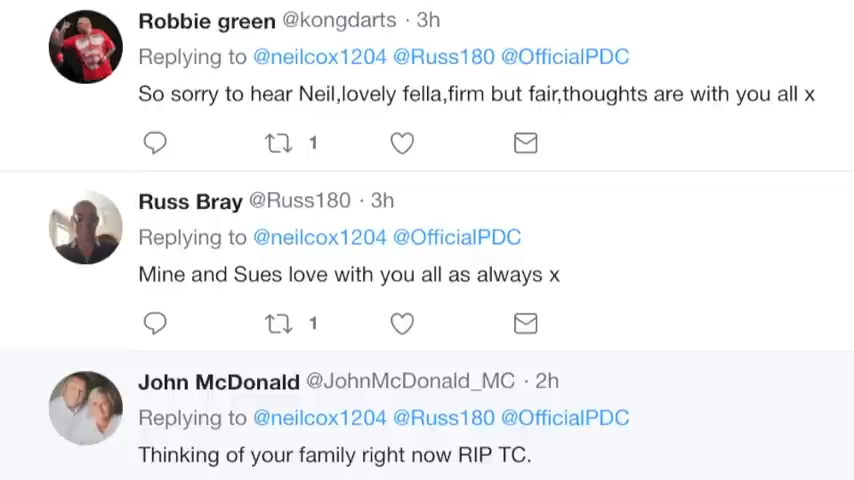 Robbie green @kongdarts · 3h
Replying to @neilcox1204 @Russ180 @OfficialPDC
So sorry to hear Neil,lovely fella,firm but fair,thoughts are with you all x
1
Russ Bray @Russ180 · 3h
Replying to @neilcox1204 @OfficialPDC
Mine and Sues love with you all as always x
1
John McDonald @JohnMcDonald_MC · 2h
Replying to @neilcox1204 @Russ180 @OfficialPDC
Thinking of your family right now RIP TC.